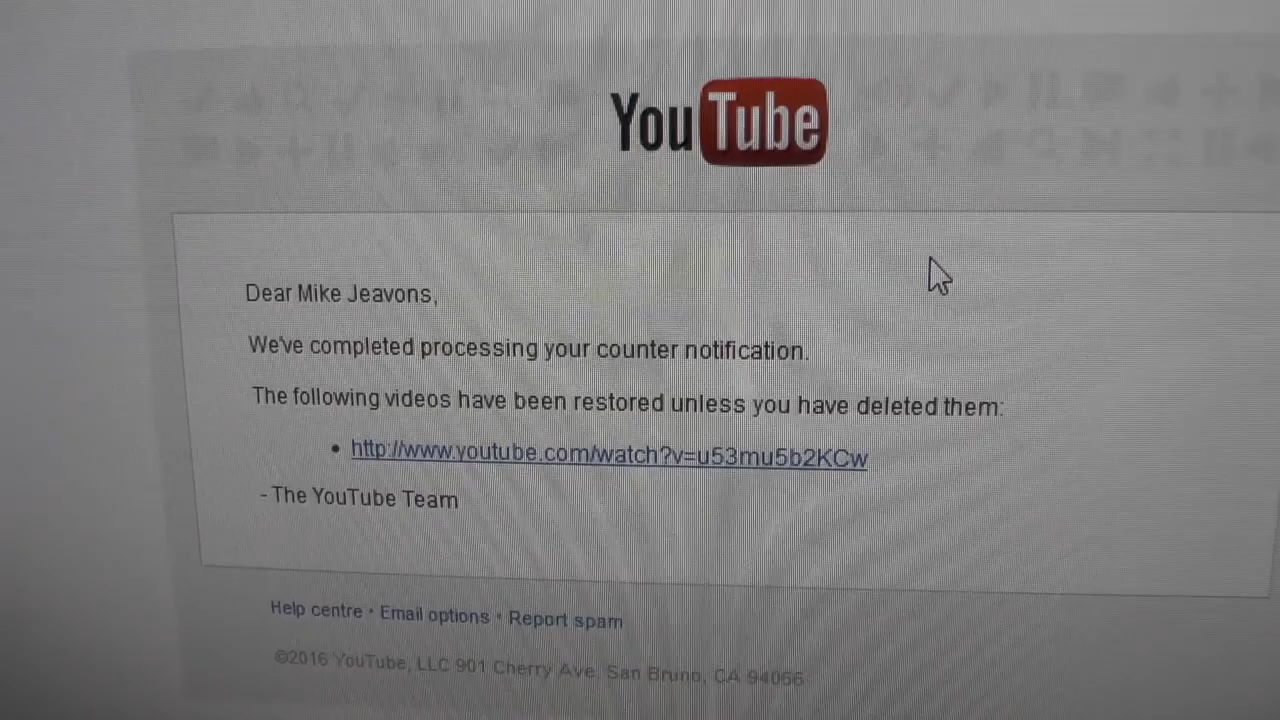 YouTube
Dear Mike Jeavons,
We've completed processing your counter notification.
The following videos have been restored unless you have deleted them:
• http://www.youtube.com/watch?v=u53mu5b2KCw
- The YouTube Team
Help centre • Email options • Report spam
©2016 YouTube, LLC 901 Cherry Ave, San Bruno, CA 94066